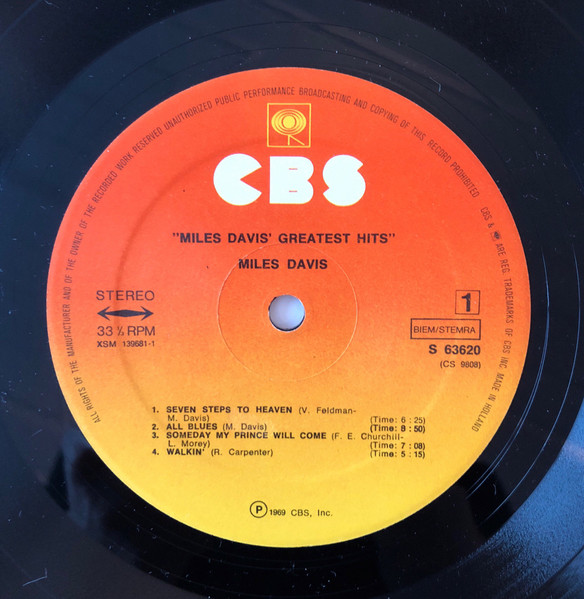 ALL RIGHTS OF THE MANUFACTURER AND OF THE OWNER OF THE RECORDED WORK RESERVED UNAUTHORIZED PUBLIC PERFORMANCE BROADCASTING AND COPYING OF THIS RECORD PROHIBITED
CBS & ARE REG. TRADEMARKS OF CBS INC. MADE IN HOLLAND
CBS
"MILES DAVIS' GREATEST HITS"
MILES DAVIS
STEREO
33 ⅓ RPM
XSM 139681-1
1
BIEM/STEMRA
S 63620
(CS 9808)
1. SEVEN STEPS TO HEAVEN (V. Feldman-
M. Davis) (Time: 6 : 25)
2. ALL BLUES (M. Davis) (Time: 8 : 50)
3. SOMEDAY MY PRINCE WILL COME (F. E. Churchill-
L. Morey) (Time: 7 : 08)
4. WALKIN' (R. Carpenter) (Time: 5 : 15)
Ⓟ 1969 CBS, Inc.